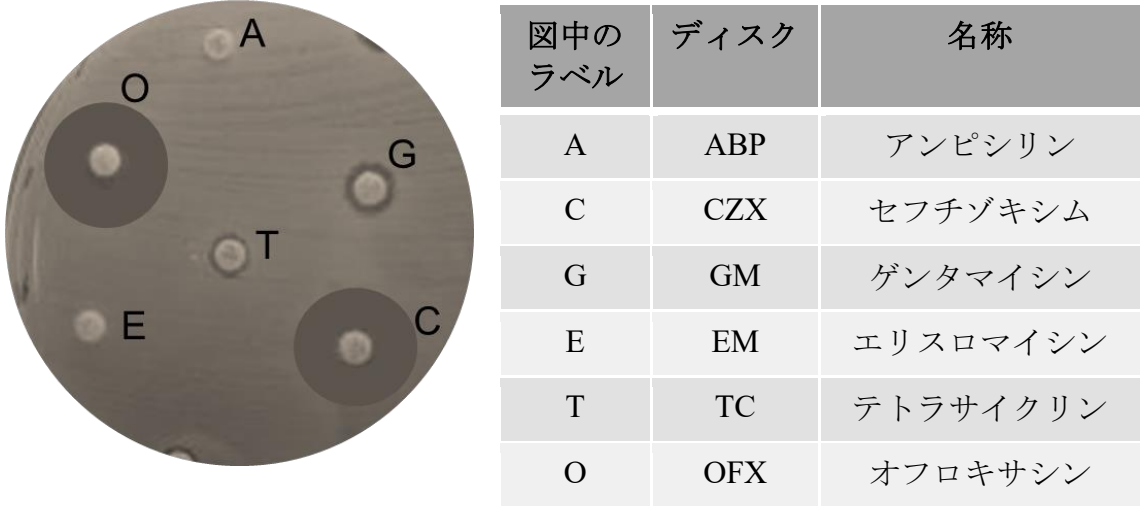 A
O
G
T
E
C
図中の ディスク 名称
ラベル
A ABP アンピシリン
C CZX セフチゾキシム
G GM ゲンタマイシン
E EM エリスロマイシン
T TC テトラサイクリン
O OFX オフロキサシン